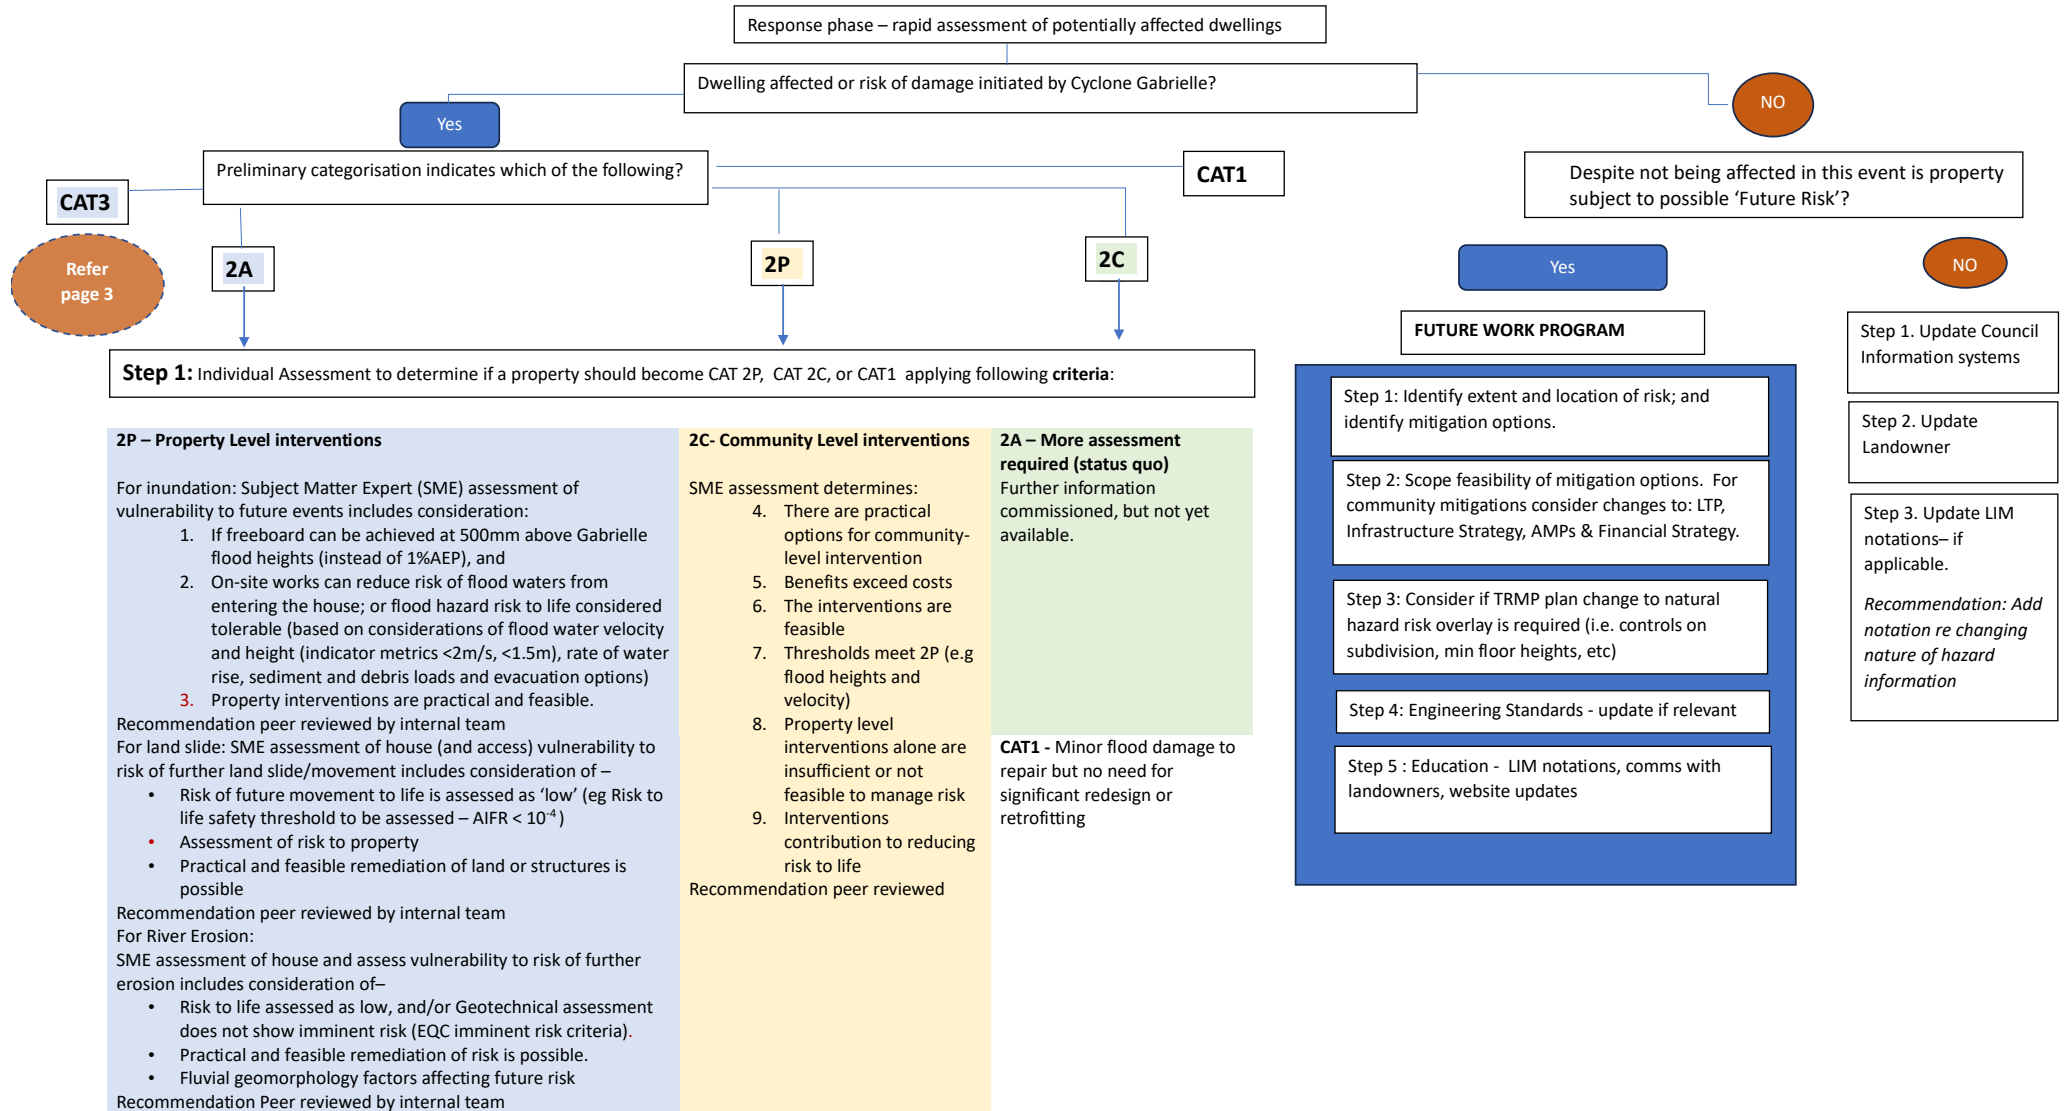 Response phase – rapid assessment of potentially affected dwellings
Dwelling affected or risk of damage initiated by Cyclone Gabrielle?
Yes
NO
Preliminary categorisation indicates which of the following?
CAT1
CAT3
Despite not being affected in this event is property
subject to possible ‘Future Risk’?
Refer
page 3
2A
2P
2C
Yes
NO
Step 1: Individual Assessment to determine if a property should become CAT 2P, CAT 2C, or CAT1 applying following criteria:
2P – Property Level interventions
For inundation: Subject Matter Expert (SME) assessment of
vulnerability to future events includes consideration:
1. If freeboard can be achieved at 500mm above Gabrielle
flood heights (instead of 1%AEP), and
2. On-site works can reduce risk of flood waters from
entering the house; or flood hazard risk to life considered
tolerable (based on considerations of flood water velocity
and height (indicator metrics <2m/s, <1.5m), rate of water
rise, sediment and debris loads and evacuation options)
3. Property interventions are practical and feasible.
Recommendation peer reviewed by internal team
For land slide: SME assessment of house (and access) vulnerability to
risk of further land slide/movement includes consideration of –
• Risk of future movement to life is assessed as ‘low’ (eg Risk to
life safety threshold to be assessed – AIFR < 10-4 )
• Assessment of risk to property
• Practical and feasible remediation of land or structures is
possible
Recommendation peer reviewed by internal team
For River Erosion:
SME assessment of house and assess vulnerability to risk of further
erosion includes consideration of–
• Risk to life assessed as low, and/or Geotechnical assessment
does not show imminent risk (EQC imminent risk criteria).
• Practical and feasible remediation of risk is possible.
• Fluvial geomorphology factors affecting future risk
Recommendation Peer reviewed by internal team
2C- Community Level interventions
SME assessment determines:
4. There are practical
options for community-
level intervention
5. Benefits exceed costs
6. The interventions are
feasible
7. Thresholds meet 2P (e.g
flood heights and
velocity)
8. Property level
interventions alone are
insufficient or not
feasible to manage risk
9. Interventions
contribution to reducing
risk to life
Recommendation peer reviewed
2A – More assessment
required (status quo)
Further information
commissioned, but not yet
available.
CAT1 - Minor flood damage to
repair but no need for
significant redesign or
retrofitting
FUTURE WORK PROGRAM
Step 1: Identify extent and location of risk; and
identify mitigation options.
Step 2: Scope feasibility of mitigation options. For
community mitigations consider changes to: LTP,
Infrastructure Strategy, AMPs & Financial Strategy.
Step 3: Consider if TRMP plan change to natural
hazard risk overlay is required (i.e. controls on
subdivision, min floor heights, etc)
Step 4: Engineering Standards - update if relevant
Step 5 : Education - LIM notations, comms with
landowners, website updates
Step 1. Update Council
Information systems
Step 2. Update
Landowner
Step 3. Update LIM
notations– if
applicable.
Recommendation: Add
notation re changing
nature of hazard
information